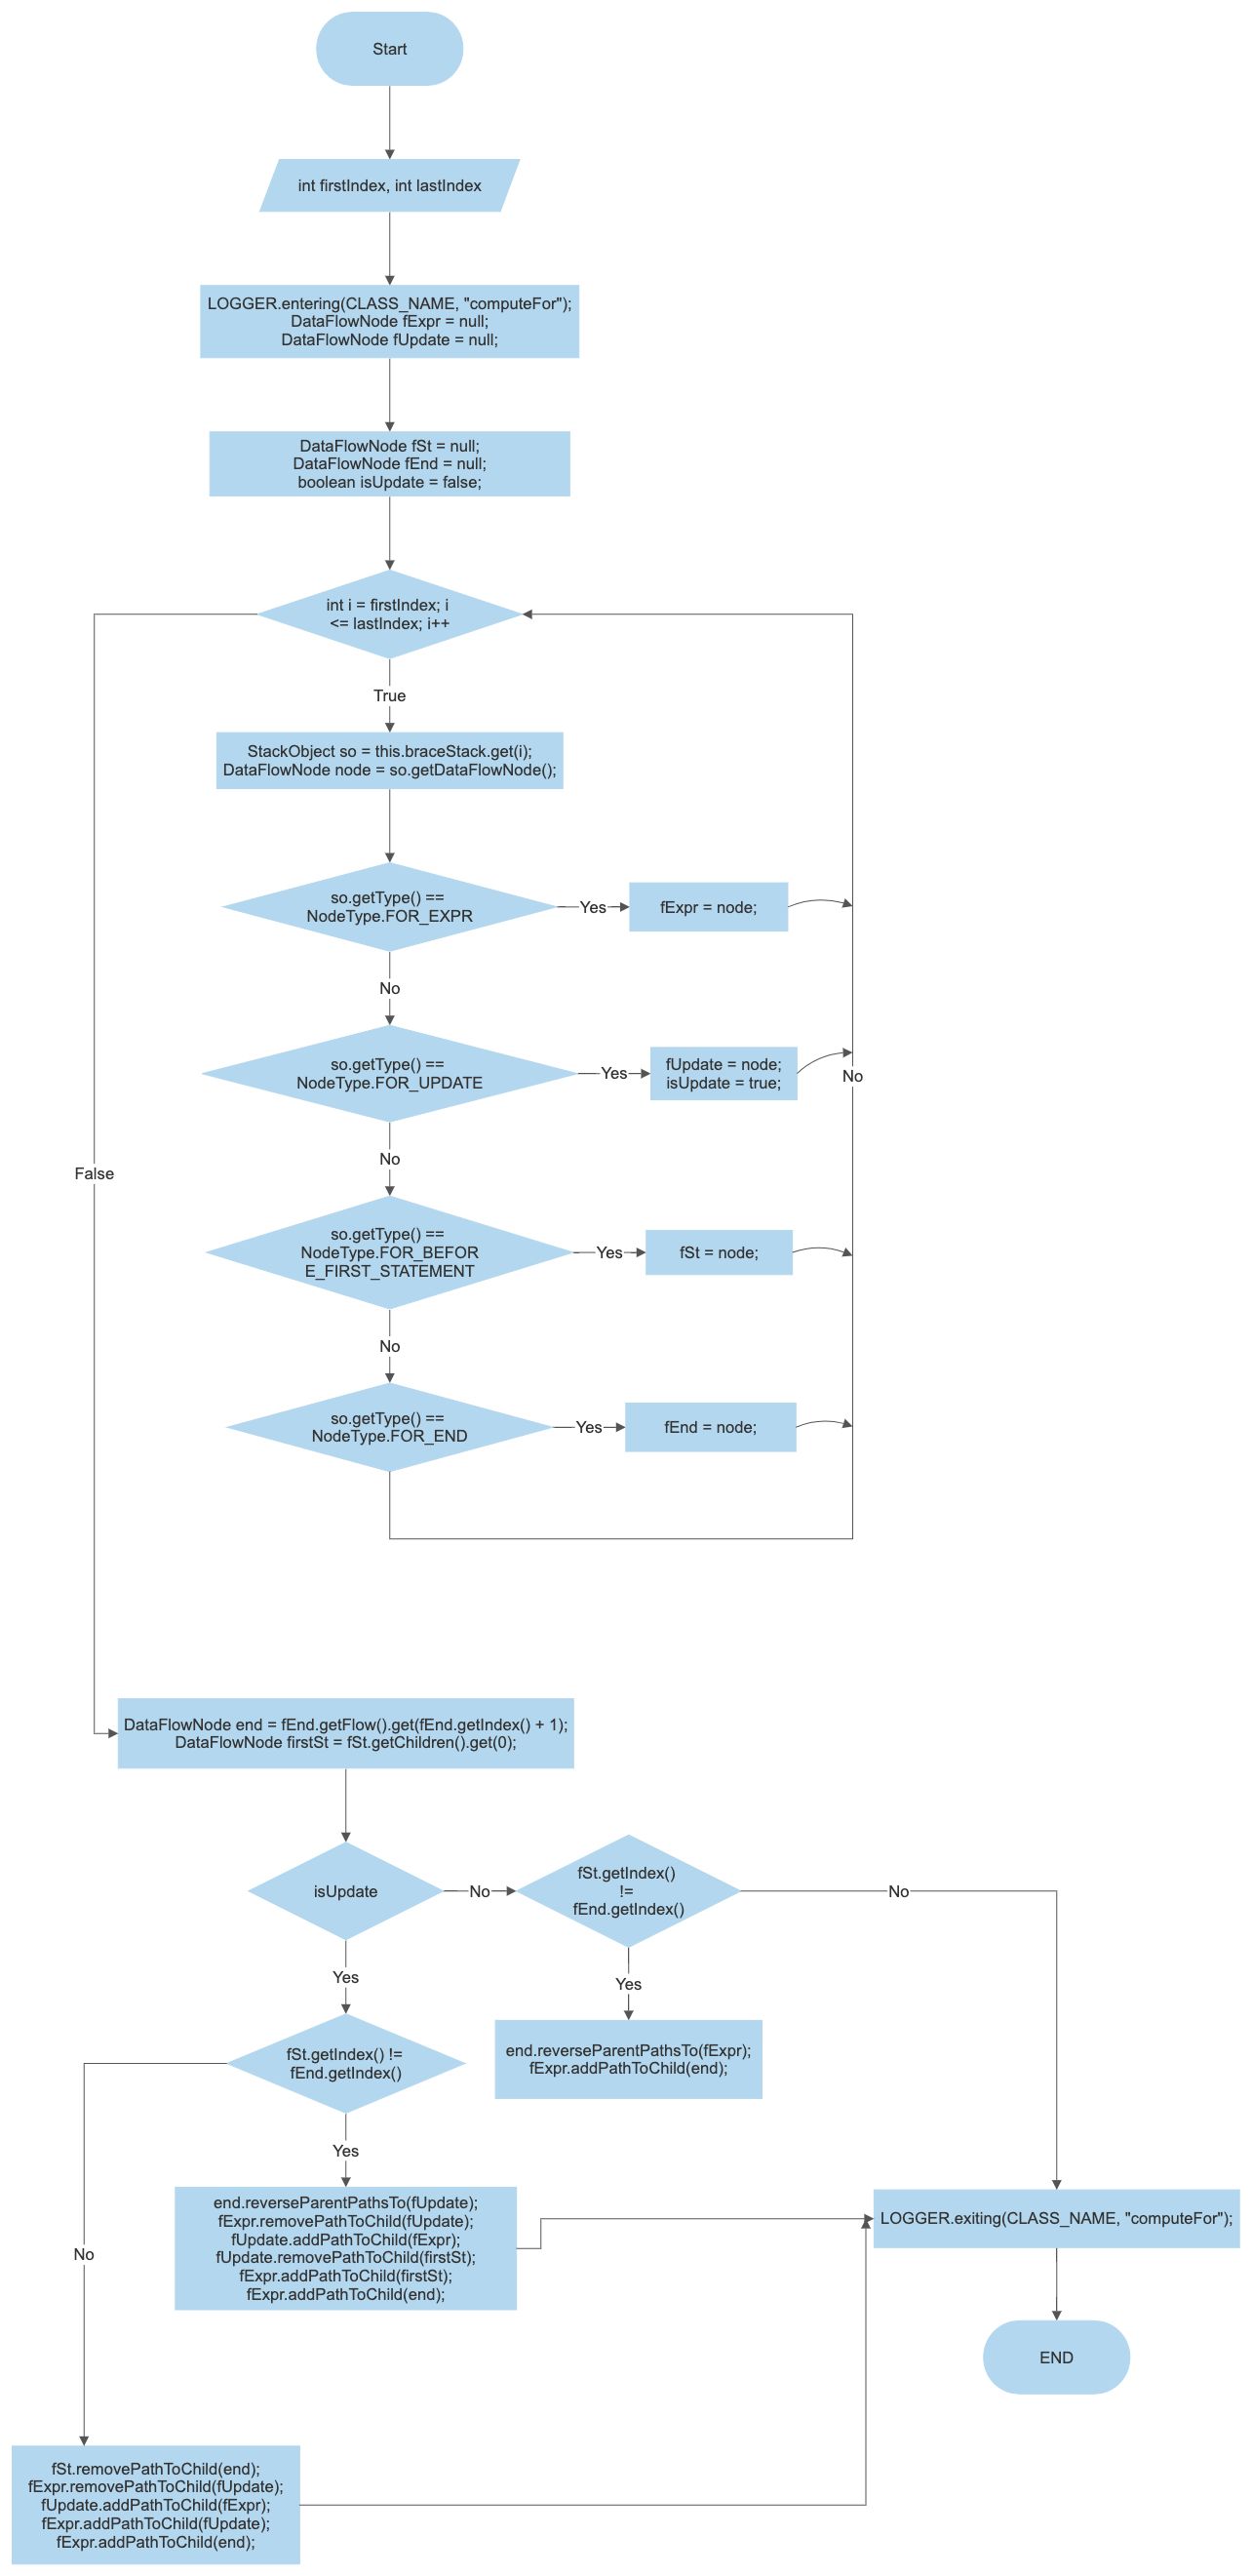 Start
int firstIndex, int lastIndex
LOGGER.entering(CLASS_NAME, "computeFor");
DataFlowNode fExpr = null;
DataFlowNode fUpdate = null;
DataFlowNode fSt = null;
DataFlowNode fEnd = null;
boolean isUpdate = false;
int i = firstIndex; i
<= lastIndex; i++
True
StackObject so = this.braceStack.get(i);
DataFlowNode node = so.getDataFlowNode();
so.getType() ==
NodeType.FOR_EXPR
Yes
fExpr = node;
No
so.getType() ==
NodeType.FOR_UPDATE
Yes
fUpdate = node;
isUpdate = true;
No
No
False
so.getType() ==
NodeType.FOR_BEFOR
E_FIRST_STATEMENT
Yes
fSt = node;
No
so.getType() ==
NodeType.FOR_END
Yes
fEnd = node;
DataFlowNode end = fEnd.getFlow().get(fEnd.getIndex() + 1);
DataFlowNode firstSt = fSt.getChildren().get(0);
isUpdate
No
fSt.getIndex()
!=
fEnd.getIndex()
No
Yes
Yes
end.reverseParentPathsTo(fExpr);
fExpr.addPathToChild(end);
fSt.getIndex() !=
fEnd.getIndex()
Yes
No
end.reverseParentPathsTo(fUpdate);
fExpr.removePathToChild(fUpdate);
fUpdate.addPathToChild(fExpr);
fUpdate.removePathToChild(firstSt);
fExpr.addPathToChild(firstSt);
fExpr.addPathToChild(end);
LOGGER.exiting(CLASS_NAME, "computeFor");
END
fSt.removePathToChild(end);
fExpr.removePathToChild(fUpdate);
fUpdate.addPathToChild(fExpr);
fExpr.addPathToChild(fUpdate);
fExpr.addPathToChild(end);